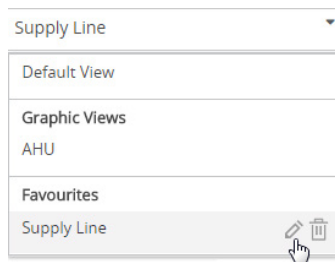 Supply Line
Default View
Graphic Views
AHU
Favourites
Supply Line